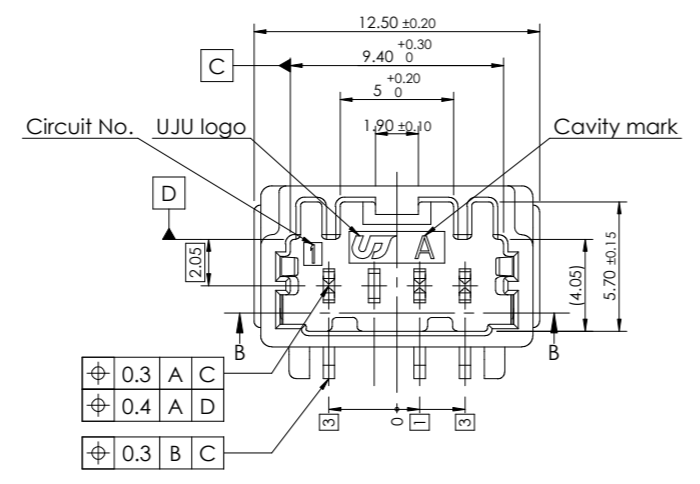 12.50 ±0.20
9.40 +0.30 0
C
5 +0.20 0
Circuit No.
UJU logo
1.90 ±0.10
Cavity mark
D
1
UJ
A
2.05
(4.05)
5.70 ±0.15
B
B
0.3 A C
0.4 A D
0.3 B C
3
0
1
3